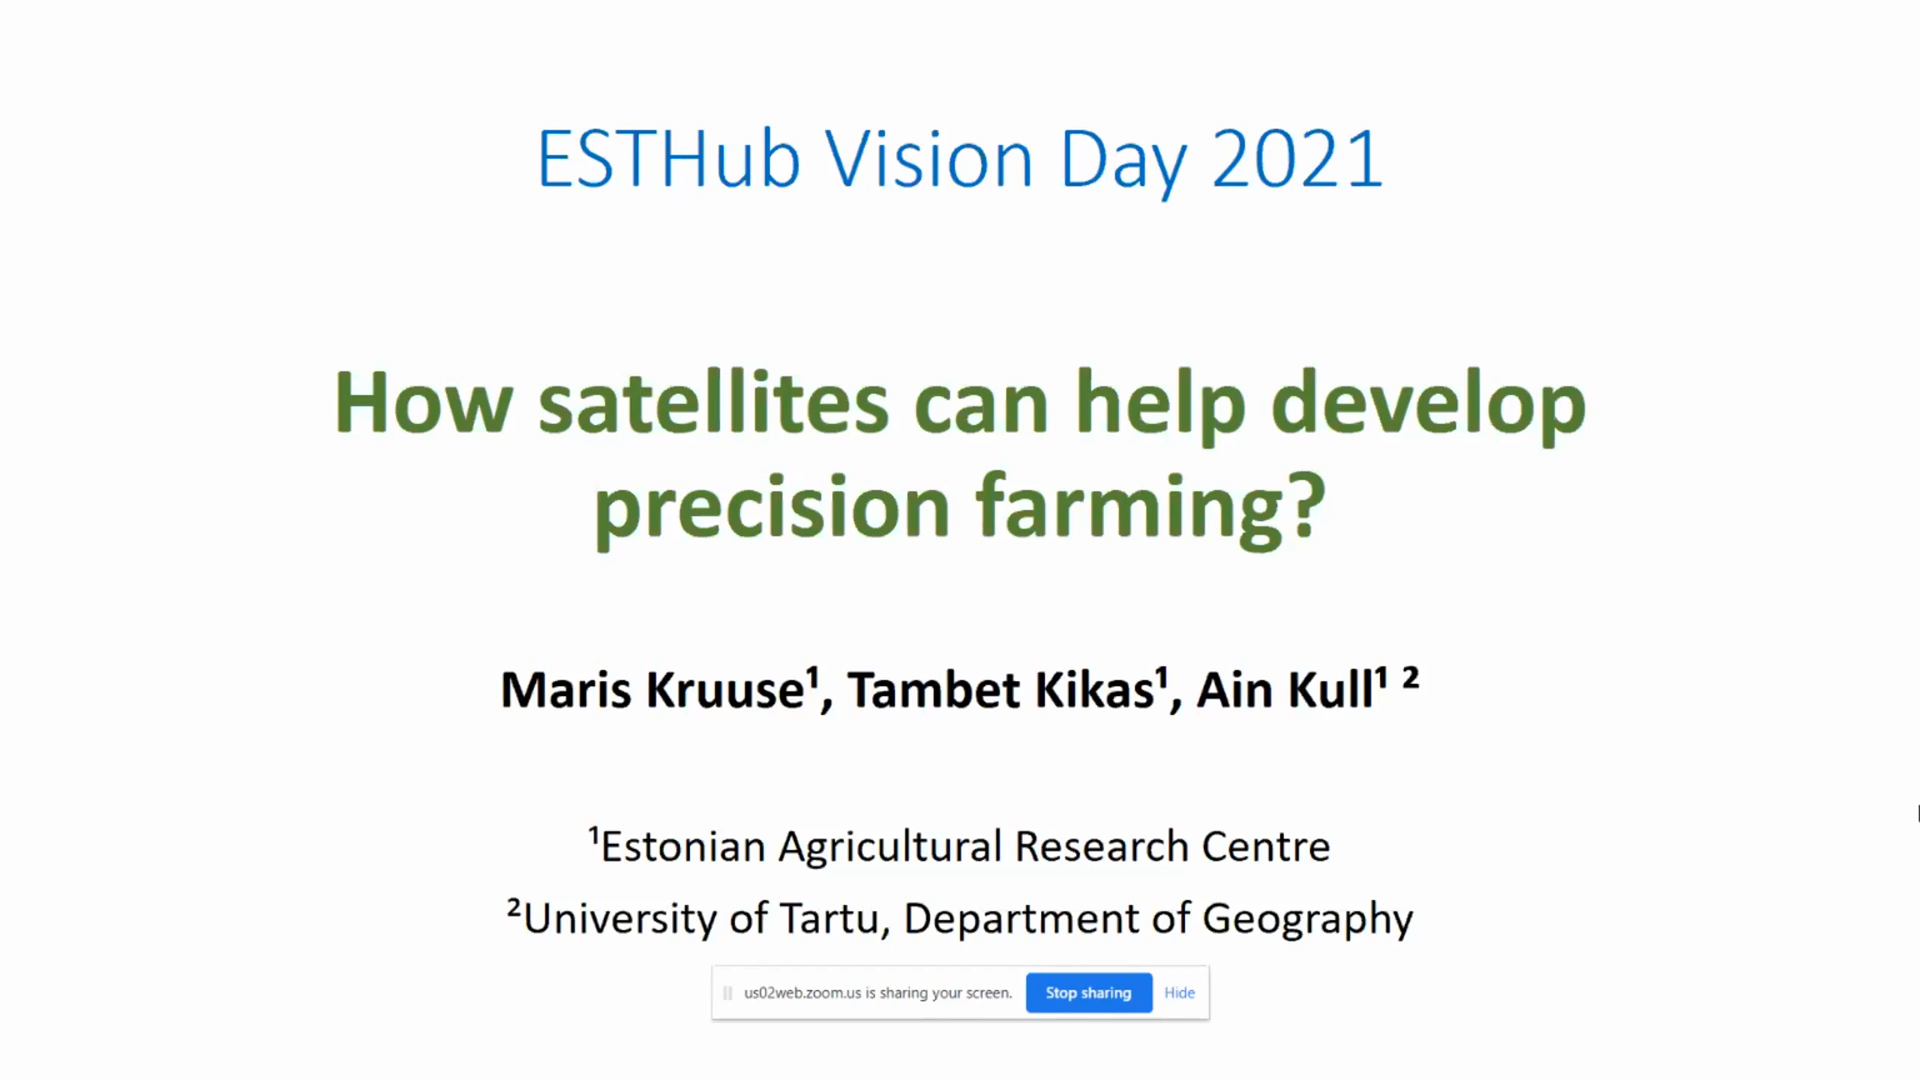 ESTHub Vision Day 2021
How satellites can help develop
precision farming?
Maris Kruuse¹, Tambet Kikas¹, Ain Kull¹ ²
¹Estonian Agricultural Research Centre
²University of Tartu, Department of Geography
us02web.zoom.us is sharing your screen. Stop sharing Hide